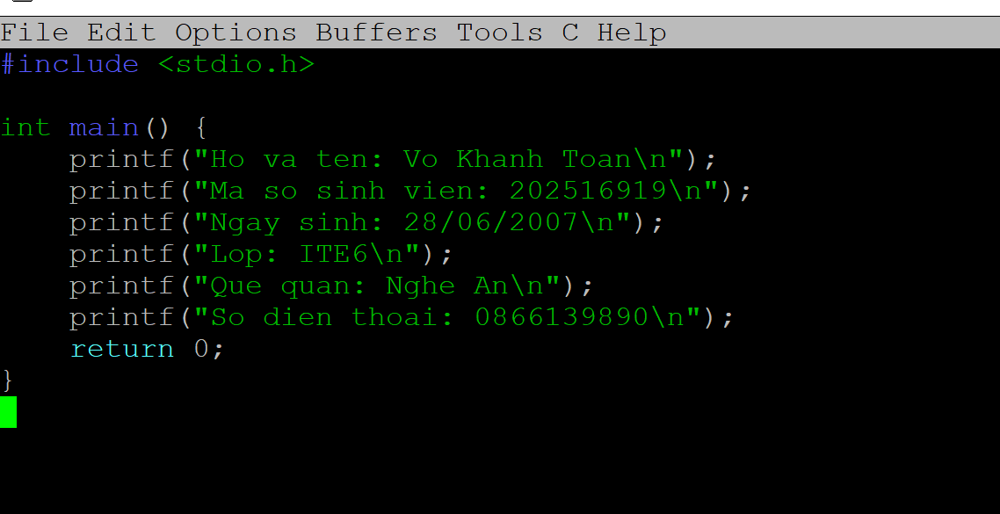 File Edit Options Buffers Tools C Help
#include <stdio.h>
int main() {
    printf("Ho va ten: Vo Khanh Toan\n");
    printf("Ma so sinh vien: 202516919\n");
    printf("Ngay sinh: 28/06/2007\n");
    printf("Lop: ITE6\n");
    printf("Que quan: Nghe An\n");
    printf("So dien thoai: 0866139890\n");
    return 0;
}